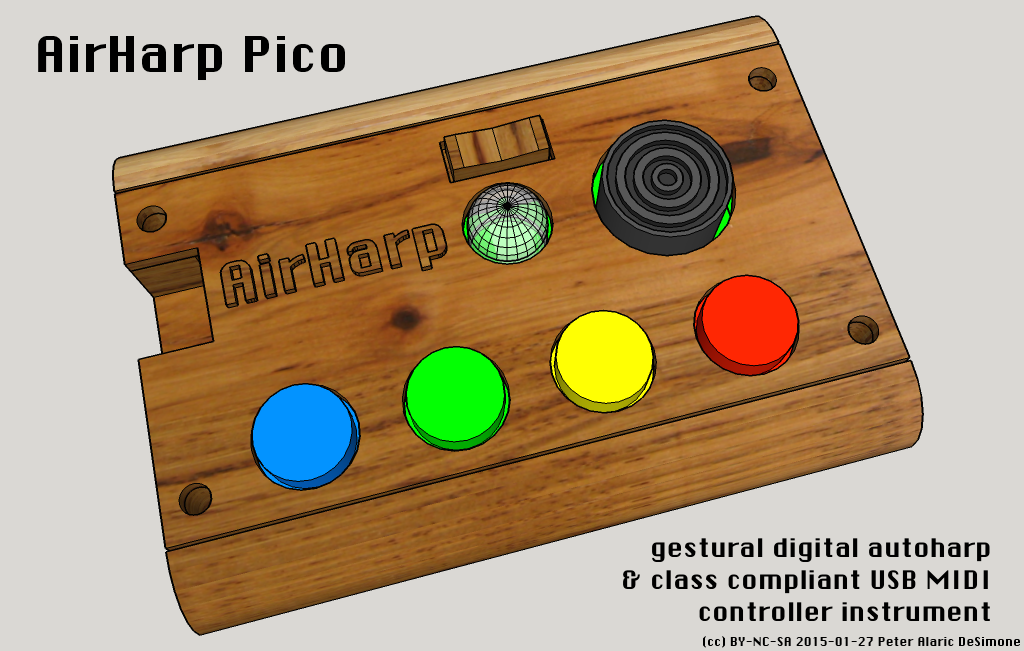 AirHarp Pico
AirHarp
gestural digital autoharp
& class compliant USB MIDI
controller instrument
(cc) BY-NC-SA 2015-01-27 Peter Alaric DeSimone